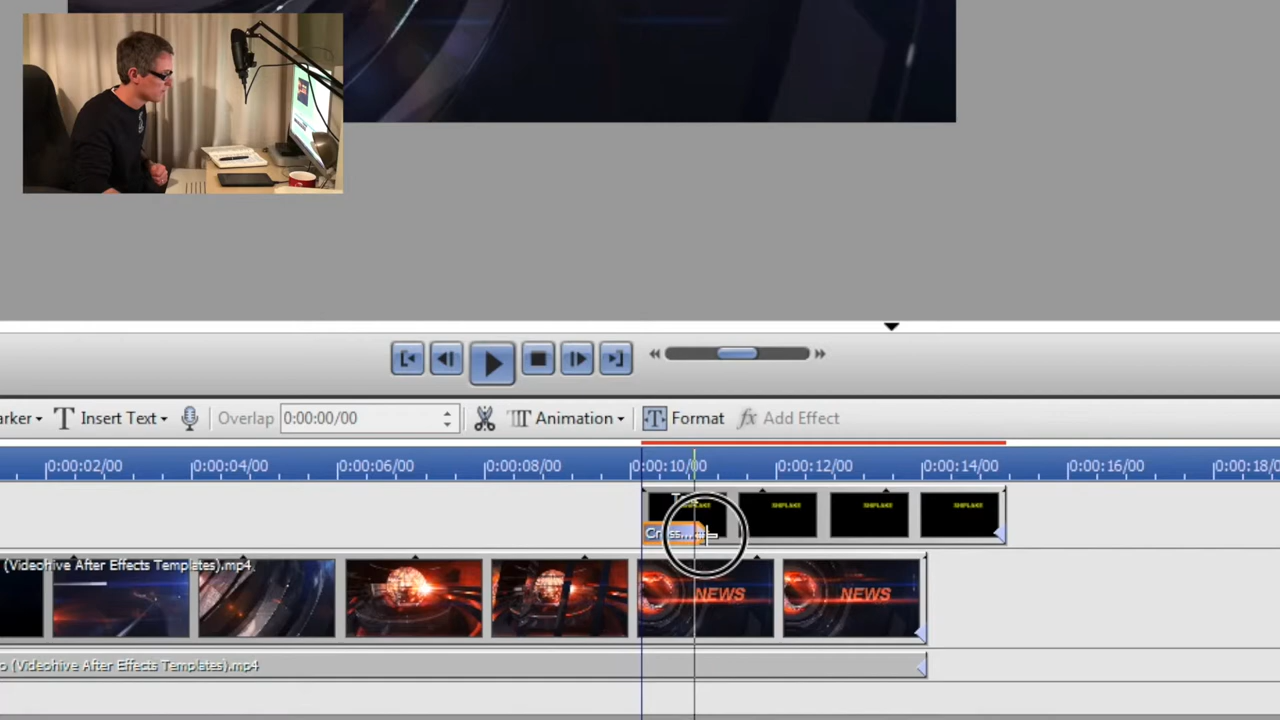 arker
Insert Text
Overlap
0:00:00/00
Animation
Format
fx Add Effect
0:00:02/00
0:00:04/00
0:00:06/00
0:00:08/00
0:00:10/00
0:00:12/00
0:00:14/00
0:00:16/00
0:00:18/0
(Videohive After Effects Templates).mp4
NEWS
NEWS
o (Videohive After Effects Templates).mp4